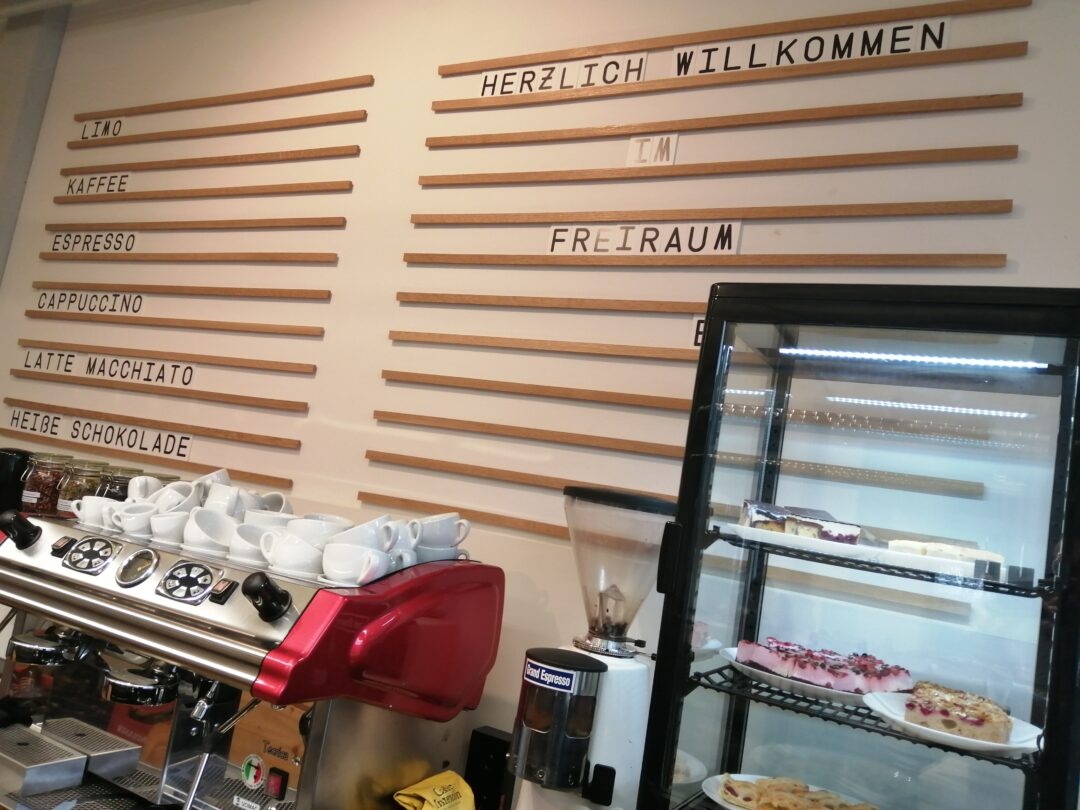 LIMO
KAFFEE
ESPRESSO
CAPPUCCINO
LATTE MACCHIATO
HEIẞE SCHOKOLADE
HERZLICH WILLKOMMEN
IM
FREIRAUM
Grand Espresso